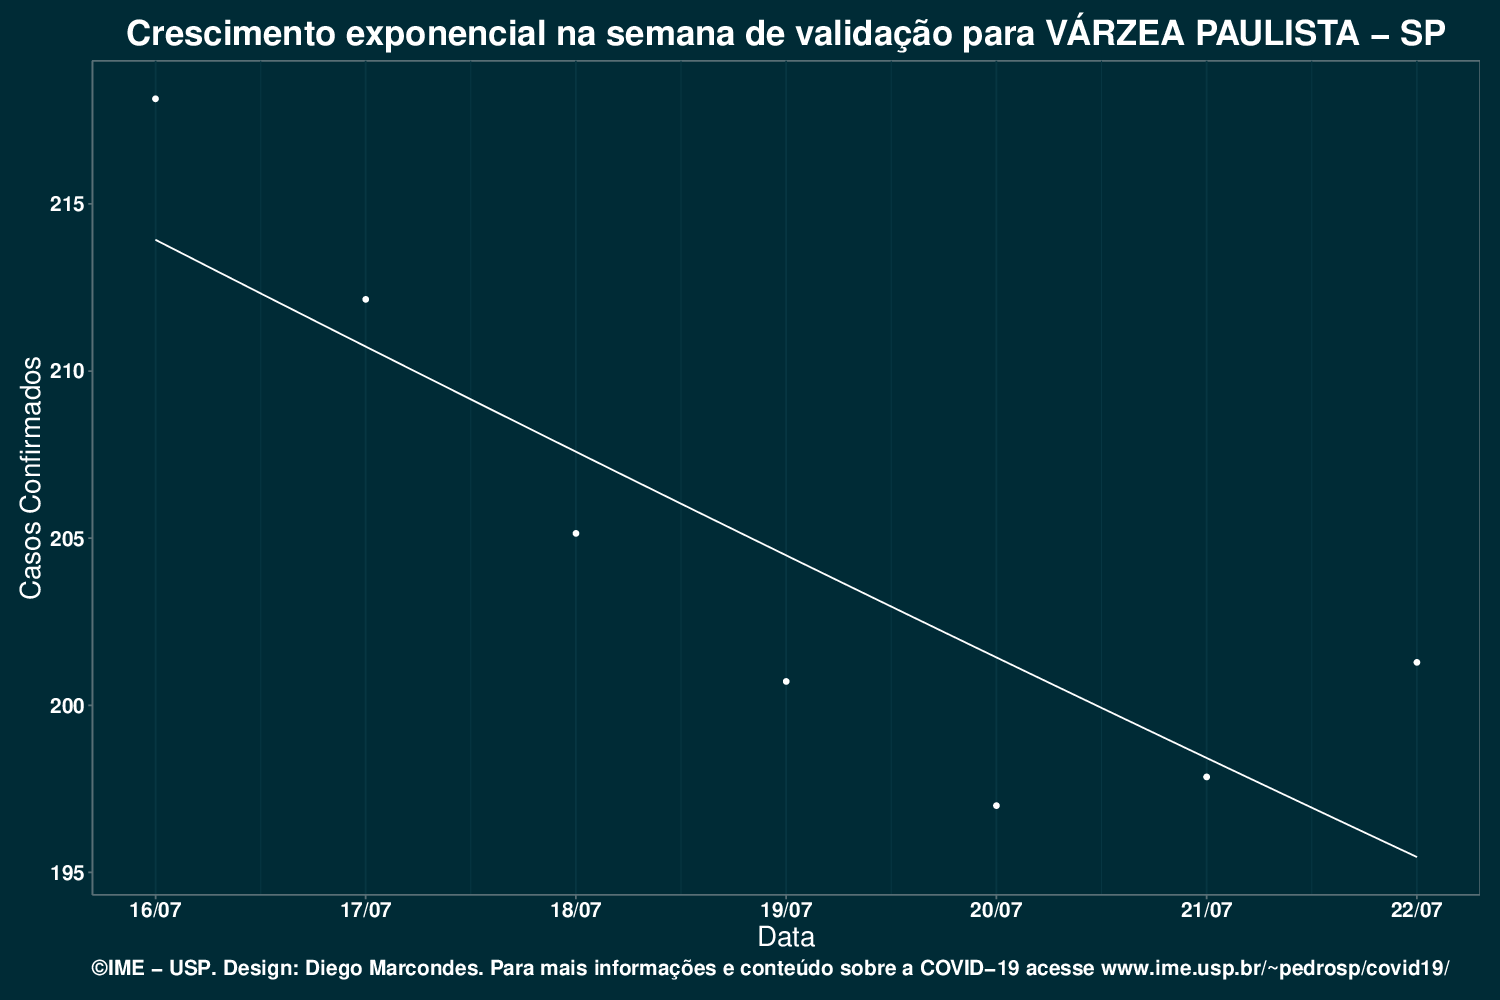 Crescimento exponencial na semana de validação para VÁRZEA PAULISTA – SP
Casos Confirmados
215
210
205
200
195
16/07 17/07 18/07 19/07 20/07 21/07 22/07
Data
©IME – USP. Design: Diego Marcondes. Para mais informações e conteúdo sobre a COVID–19 acesse www.ime.usp.br/~pedrosp/covid19/